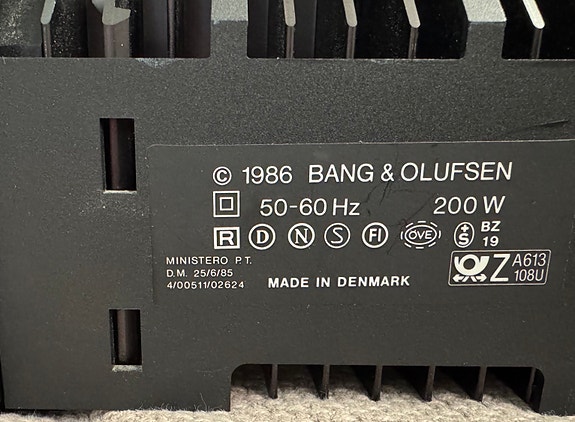 © 1986 BANG & OLUFSEN
50-60 Hz 200 W
R D N S FI ÖVE +S BZ 19
MINISTERO P.T.
D.M. 25/6/85
4/00511/02624
MADE IN DENMARK
Z A613 108U